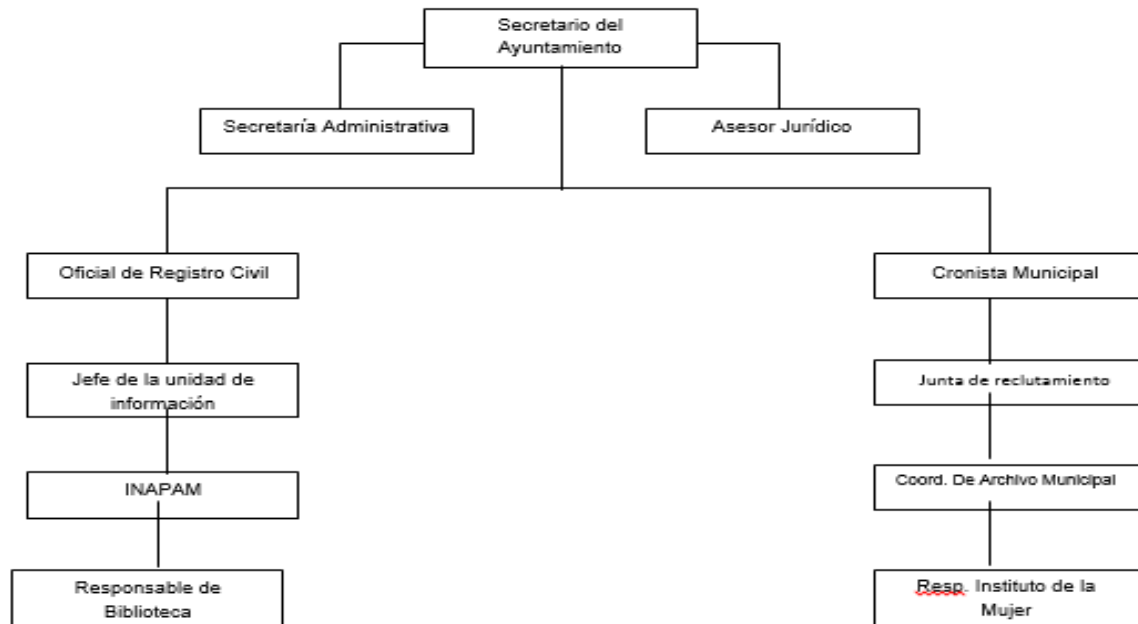 Secretario del
Ayuntamiento
Secretaría Administrativa
Asesor Jurídico
Oficial de Registro Civil
Cronista Municipal
Jefe de la unidad de
información
Junta de reclutamiento
INAPAM
Coord. De Archivo Municipal
Responsable de
Biblioteca
Resp. Instituto de la
Mujer